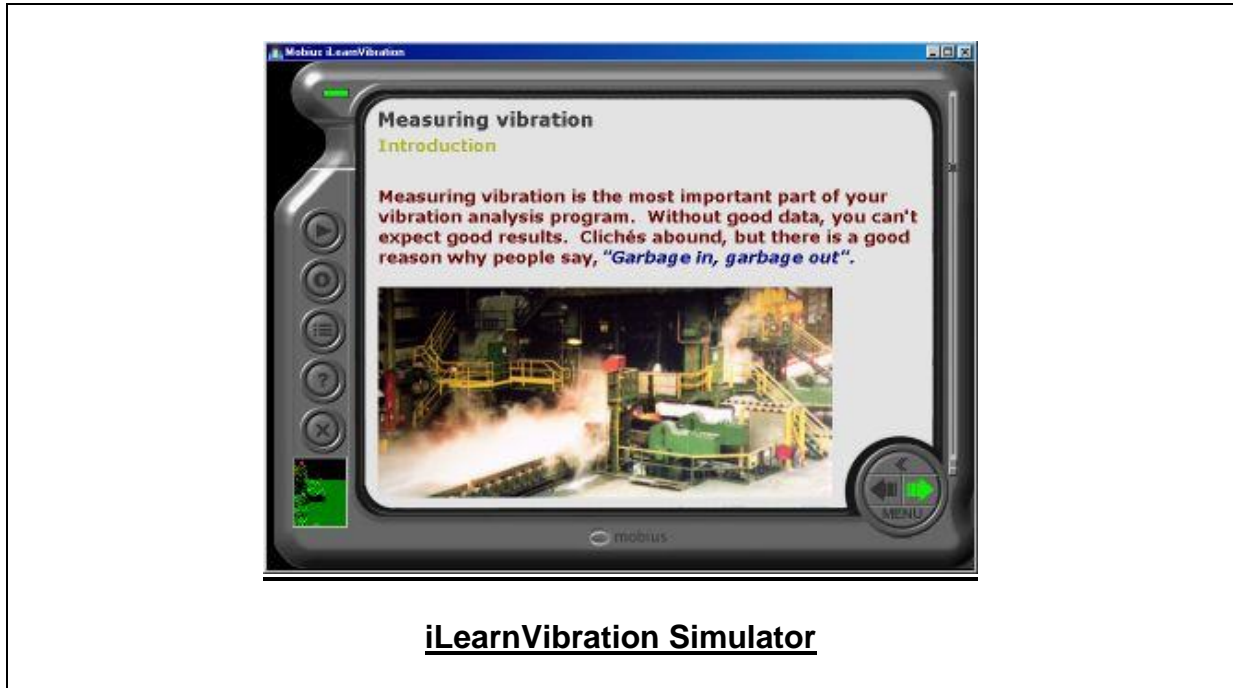 Mobius iLearnVibration
Measuring vibration
Introduction
Measuring vibration is the most important part of your
vibration analysis program.  Without good data, you can't
expect good results.  Clichés abound, but there is a good
reason why people say, "Garbage in, garbage out".
MENU
mobius
iLearnVibration Simulator